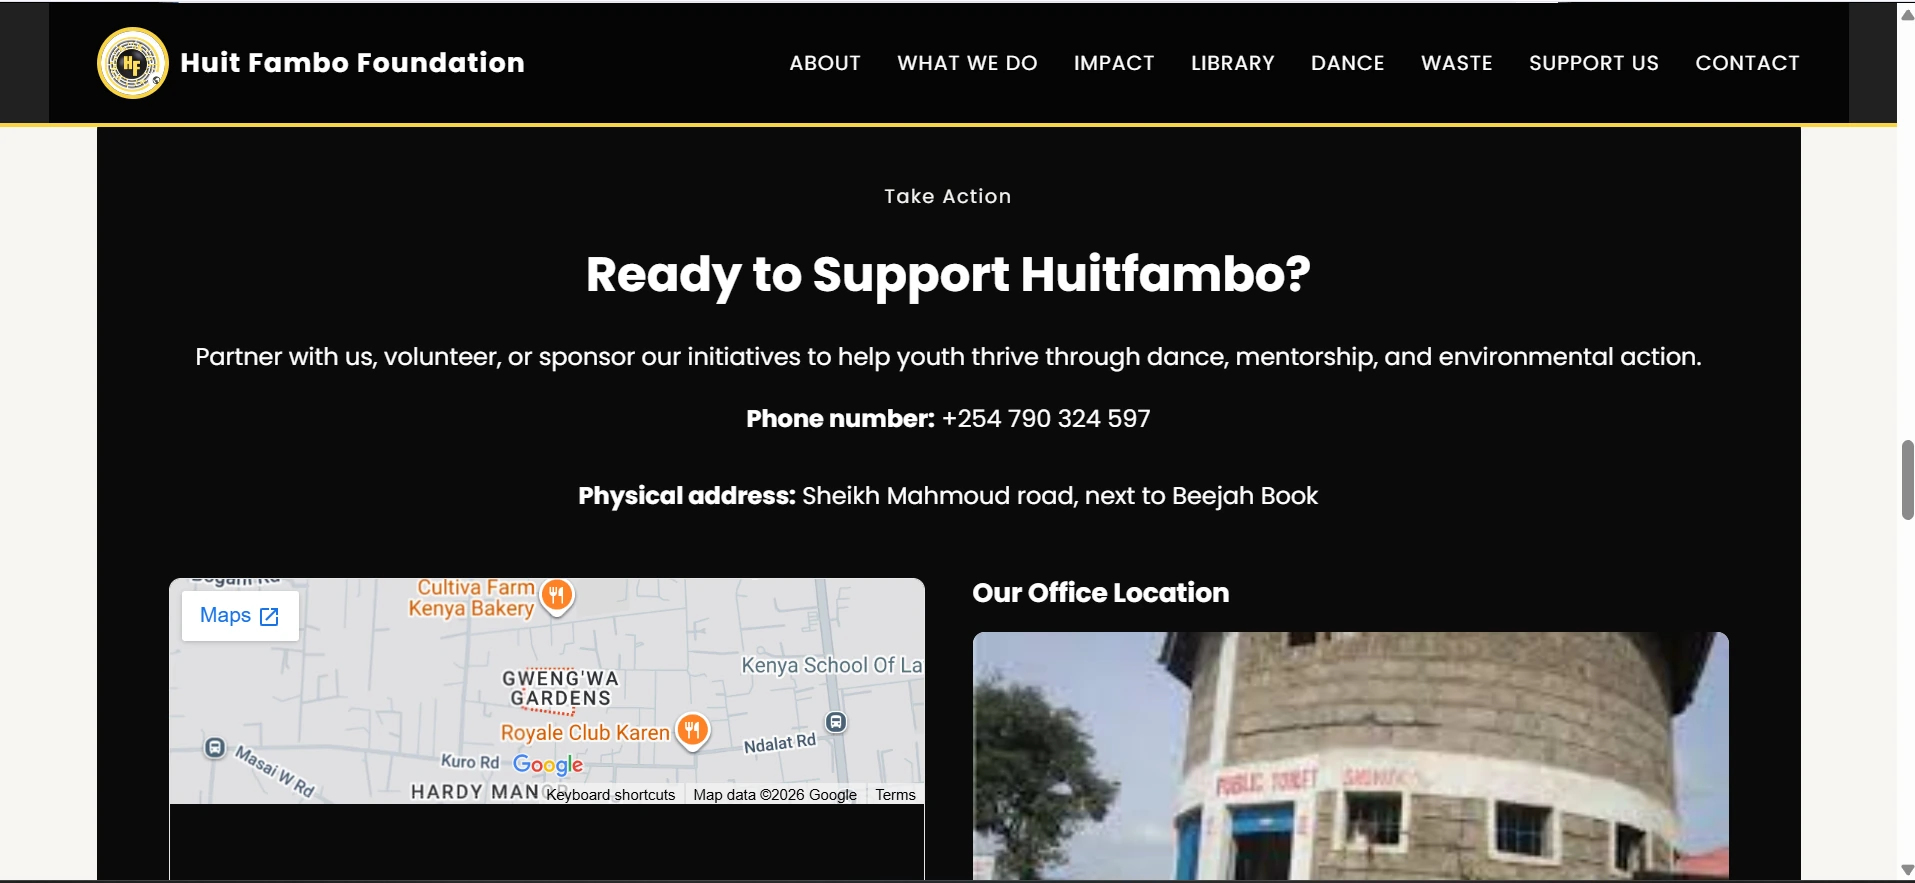 HF
Huit Fambo Foundation
ABOUT
WHAT WE DO
IMPACT
LIBRARY
DANCE
WASTE
SUPPORT US
CONTACT
Take Action
Ready to Support Huitfambo?
Partner with us, volunteer, or sponsor our initiatives to help youth thrive through dance, mentorship, and environmental action.
Phone number: +254 790 324 597
Physical address: Sheikh Mahmoud road, next to Beejah Book
Maps
Cultiva Farm
Kenya Bakery
GWENG'WA
GARDENS
Kenya School Of La
Royale Club Karen
Ndalat Rd
Masai W Rd
Kuro Rd
Google
HARDY MANO
Keyboard shortcuts
Map data ©2026 Google
Terms
Our Office Location
PUBLIC TOILET